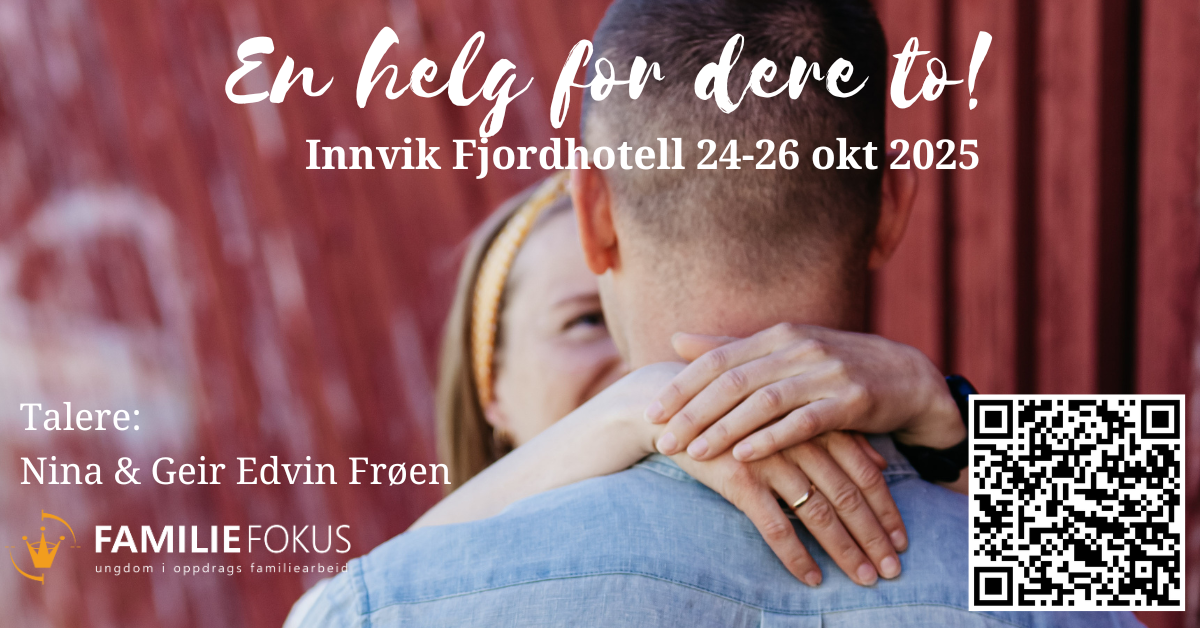 En helg for dere to!
Innvik Fjordhotell 24-26 okt 2025
Talere:
Nina & Geir Edvin Frøen
FAMILIEFOKUS
ungdom i oppdrags familiearbeid